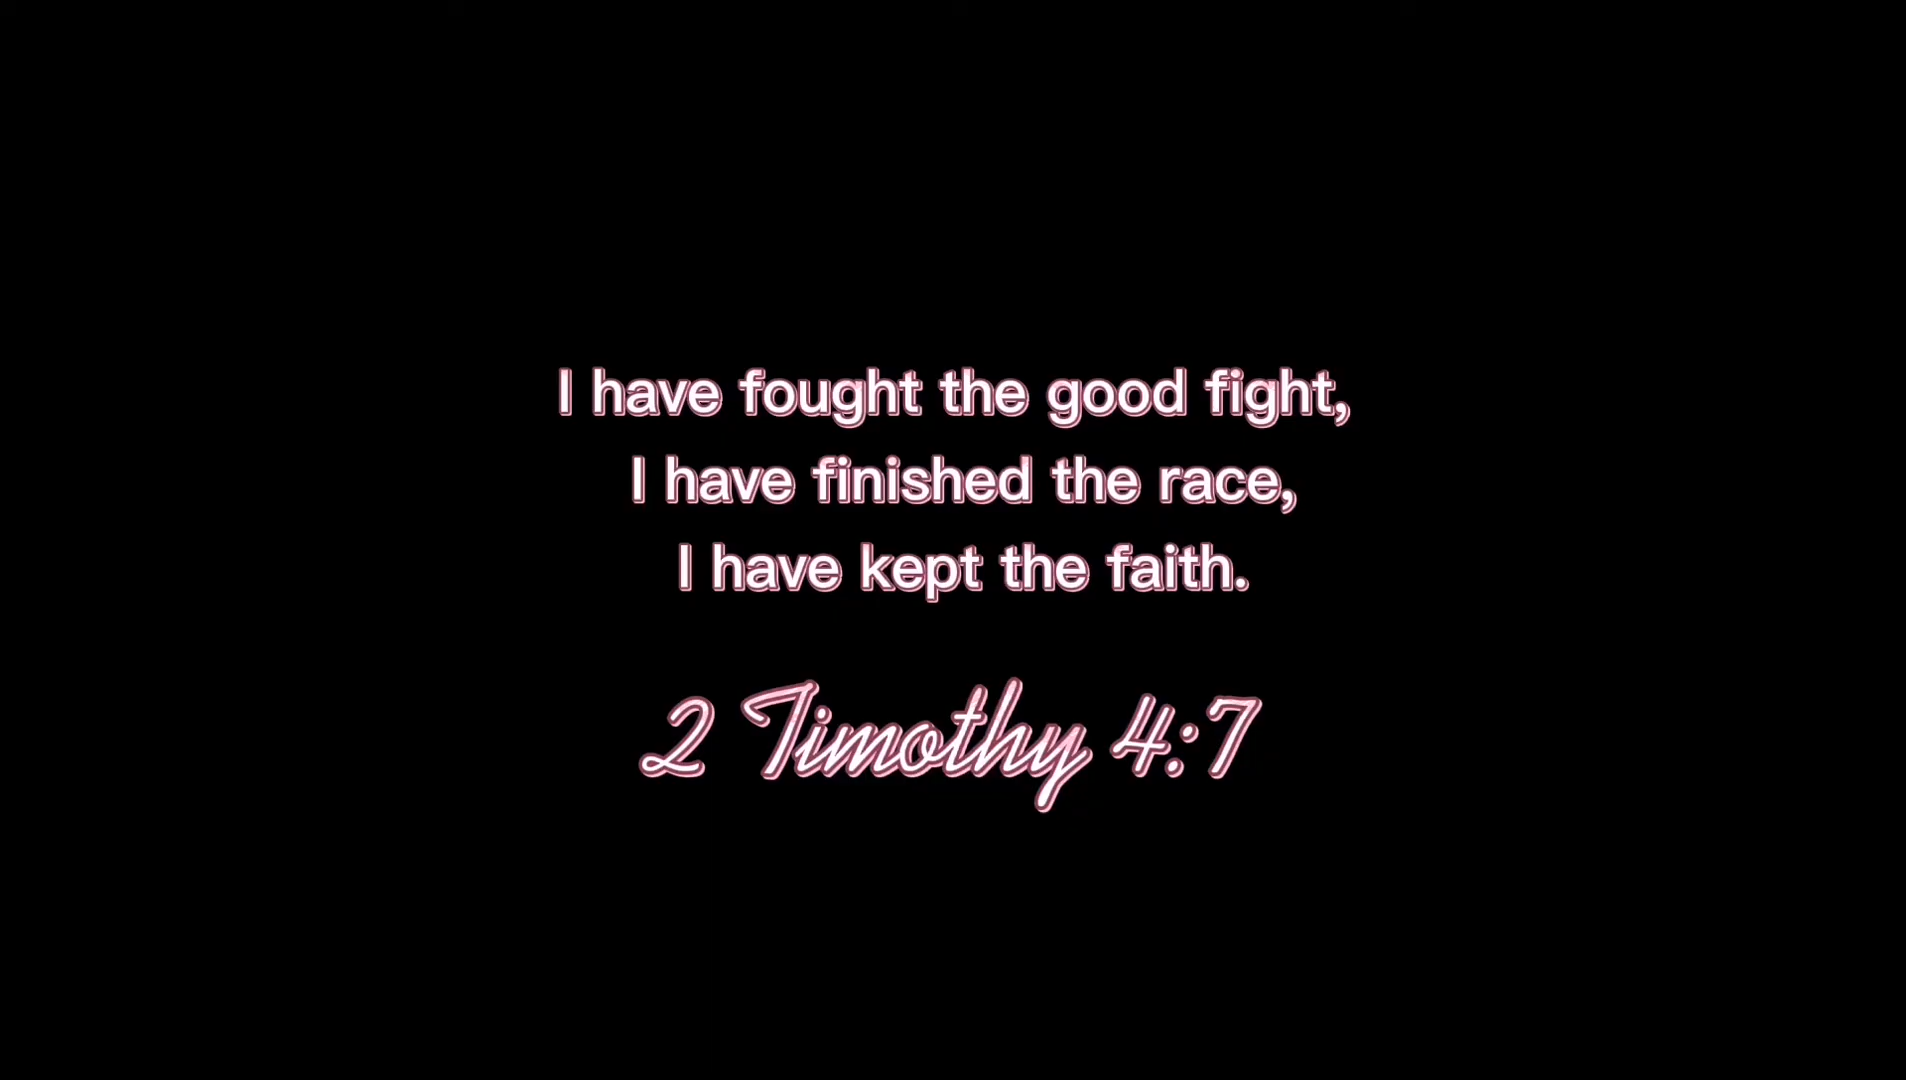 I have fought the good fight,
I have finished the race,
I have kept the faith.
2 Timothy 4:7